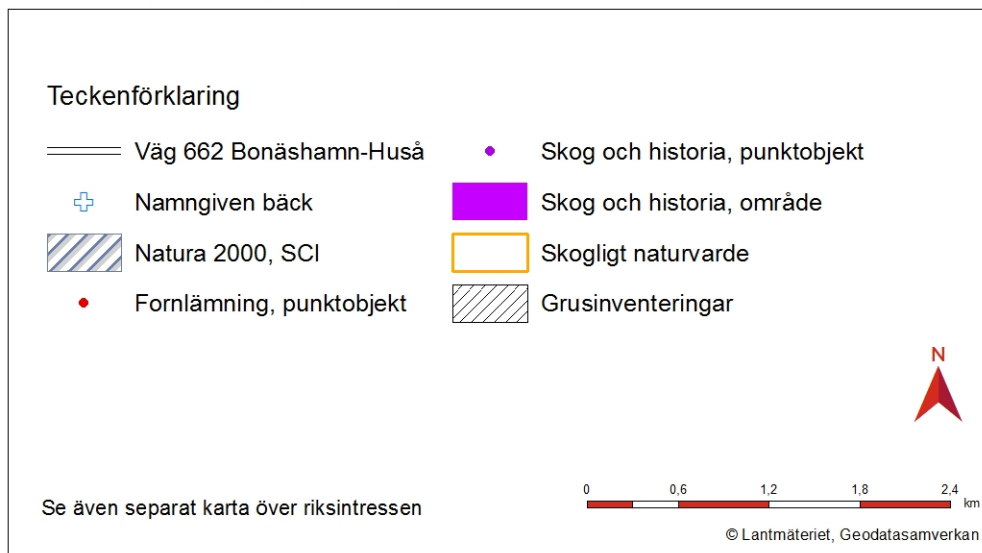 Teckenförklaring
Väg 662 Bonäshamn-Huså
Namngiven bäck
Natura 2000, SCI
Fornlämning, punktobjekt
Skog och historia, punktobjekt
Skog och historia, område
Skogligt naturvarde
Grusinventeringar
N
Se även separat karta över riksintressen
0 0,6 1,2 1,8 2,4
km
© Lantmäteriet, Geodatasamverkan